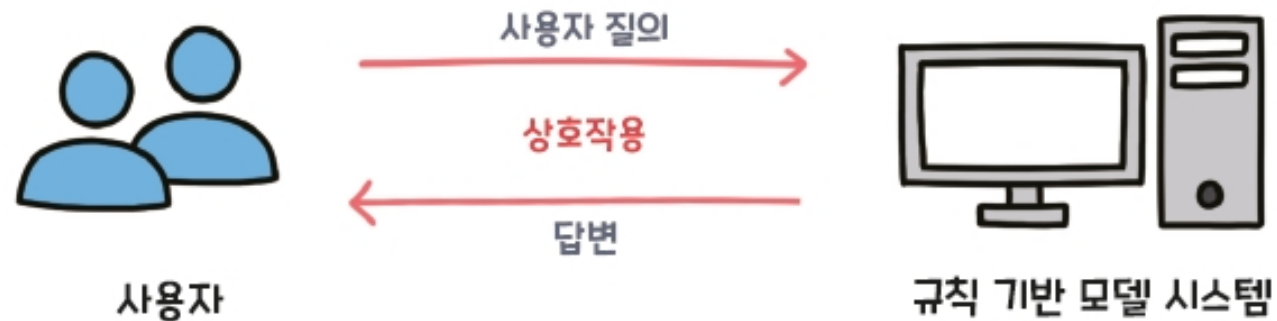 사용자 질의
상호작용
답변
사용자
규칙 기반 모델 시스템